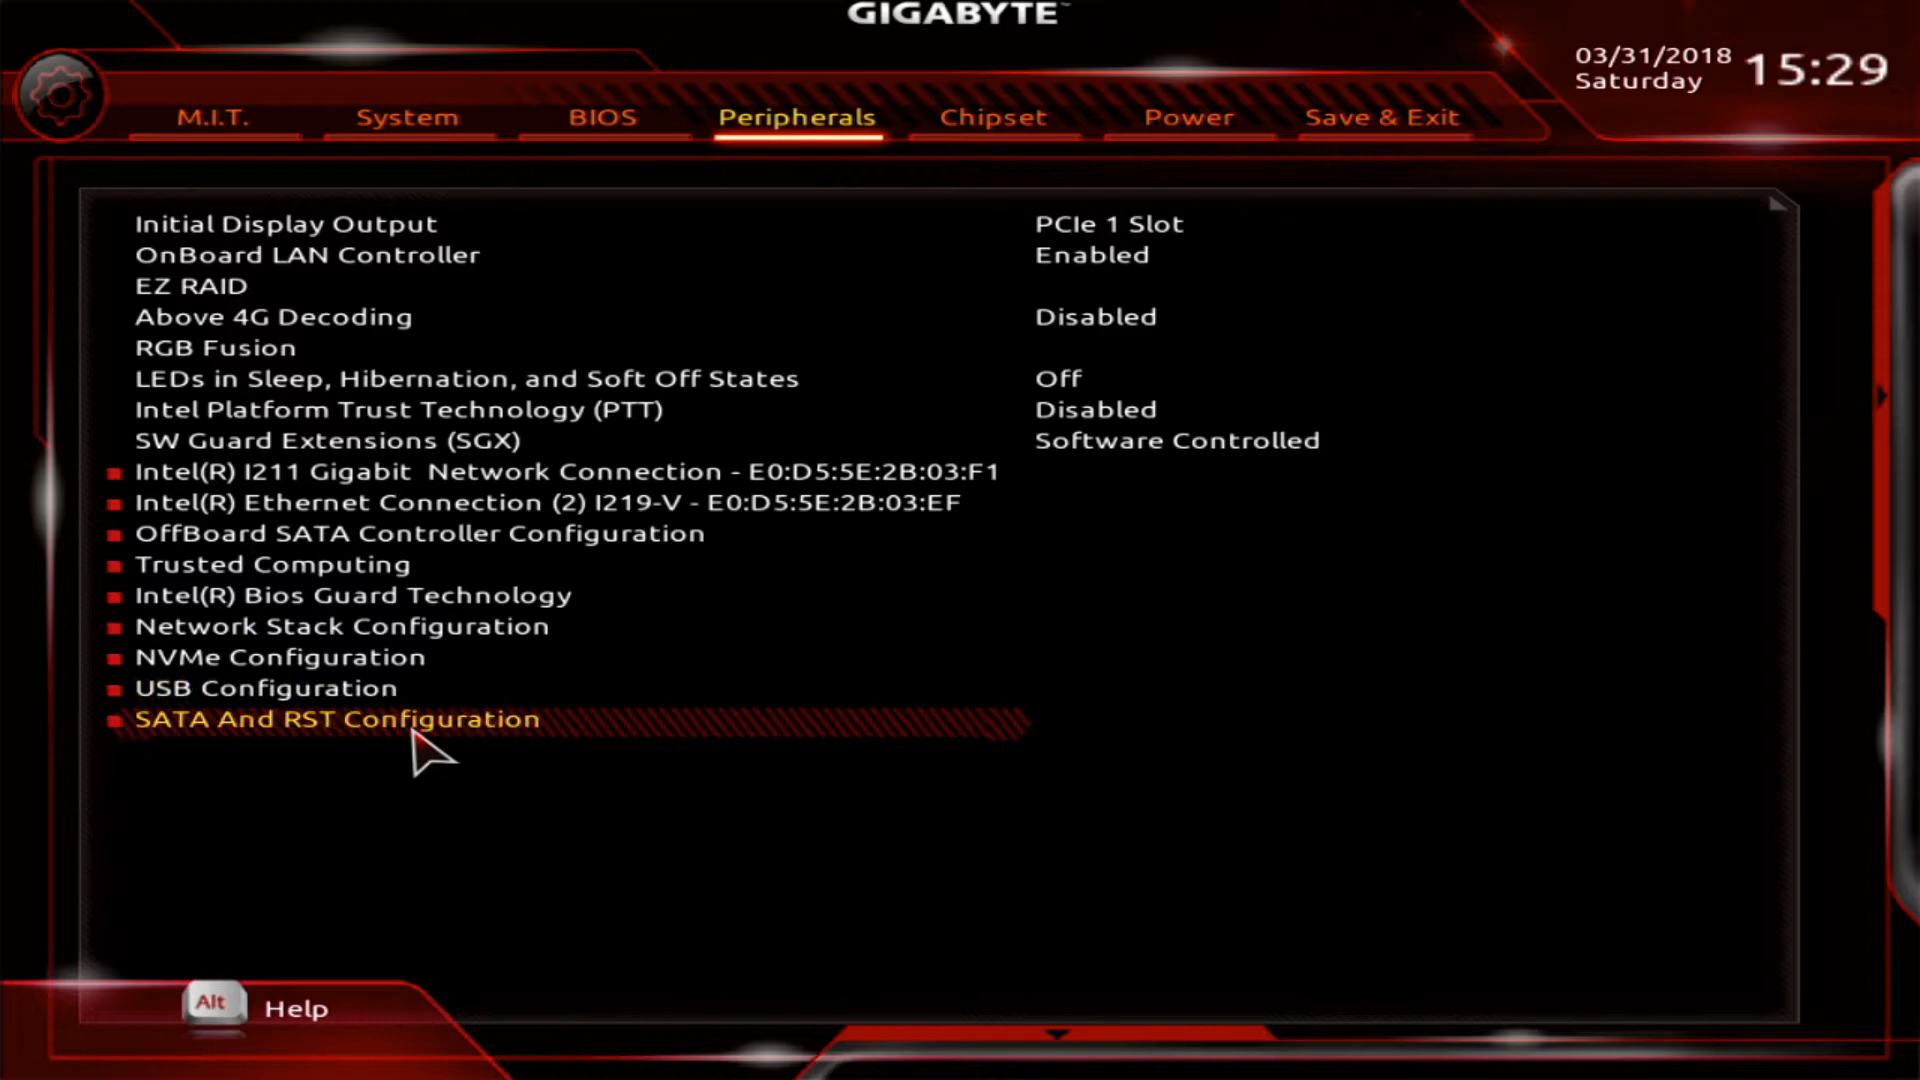 GIGABYTE™
03/31/2018
Saturday
15:29
M.I.T. System BIOS Peripherals Chipset Power Save & Exit
Initial Display Output PCIe 1 Slot
OnBoard LAN Controller Enabled
EZ RAID
Above 4G Decoding Disabled
RGB Fusion
LEDs in Sleep, Hibernation, and Soft Off States Off
Intel Platform Trust Technology (PTT) Disabled
SW Guard Extensions (SGX) Software Controlled
Intel(R) I211 Gigabit  Network Connection - E0:D5:5E:2B:03:F1
Intel(R) Ethernet Connection (2) I219-V - E0:D5:5E:2B:03:EF
OffBoard SATA Controller Configuration
Trusted Computing
Intel(R) Bios Guard Technology
Network Stack Configuration
NVMe Configuration
USB Configuration
SATA And RST Configuration
Alt Help